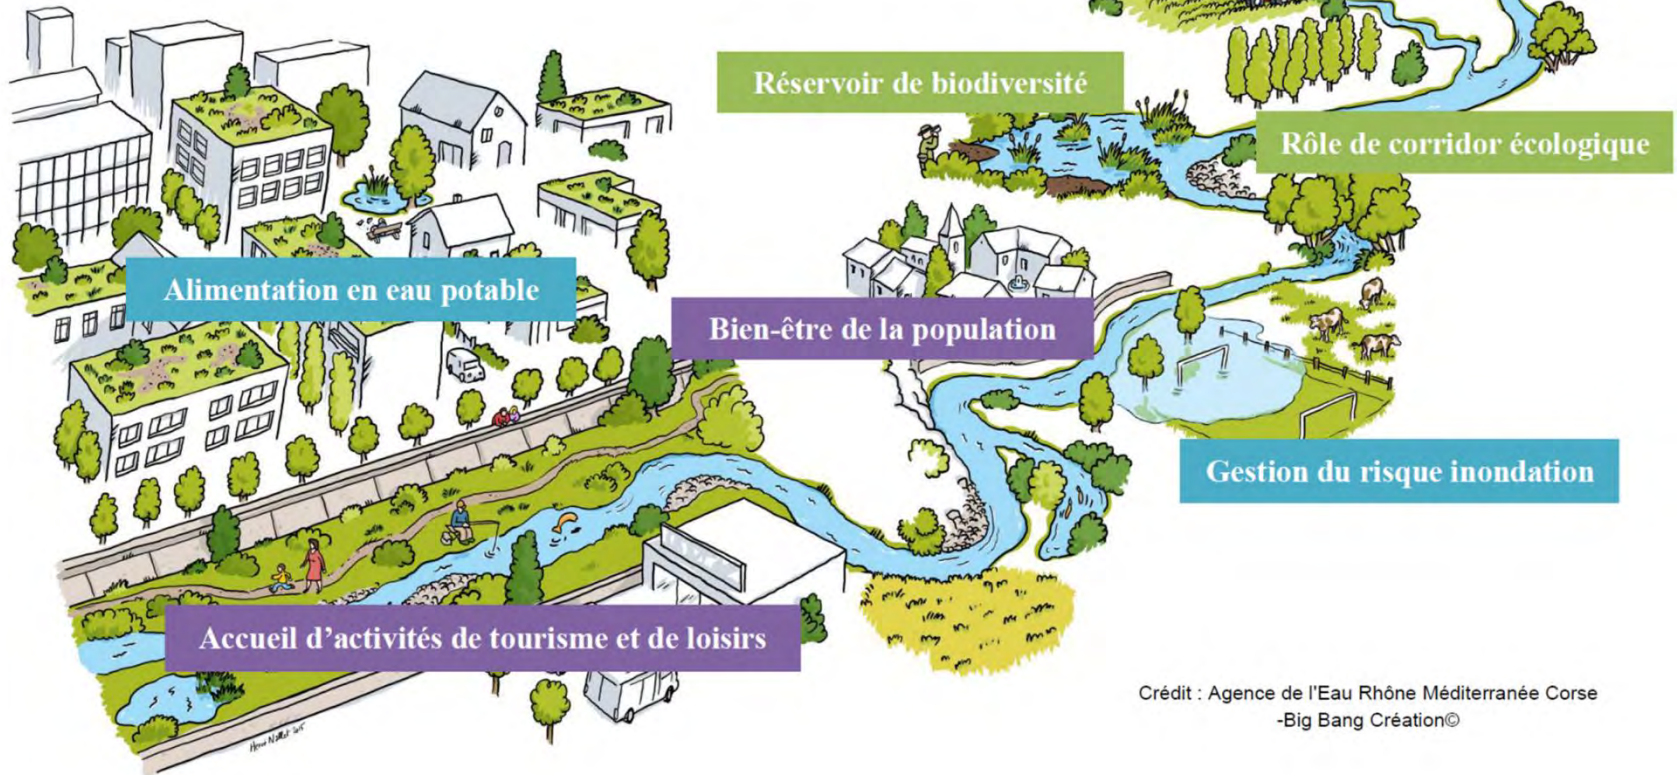 Réservoir de biodiversité
Rôle de corridor écologique
Alimentation en eau potable
Bien-être de la population
Gestion du risque inondation
Accueil d’activités de tourisme et de loisirs
Crédit : Agence de l'Eau Rhône Méditerranée Corse
-Big Bang Création©